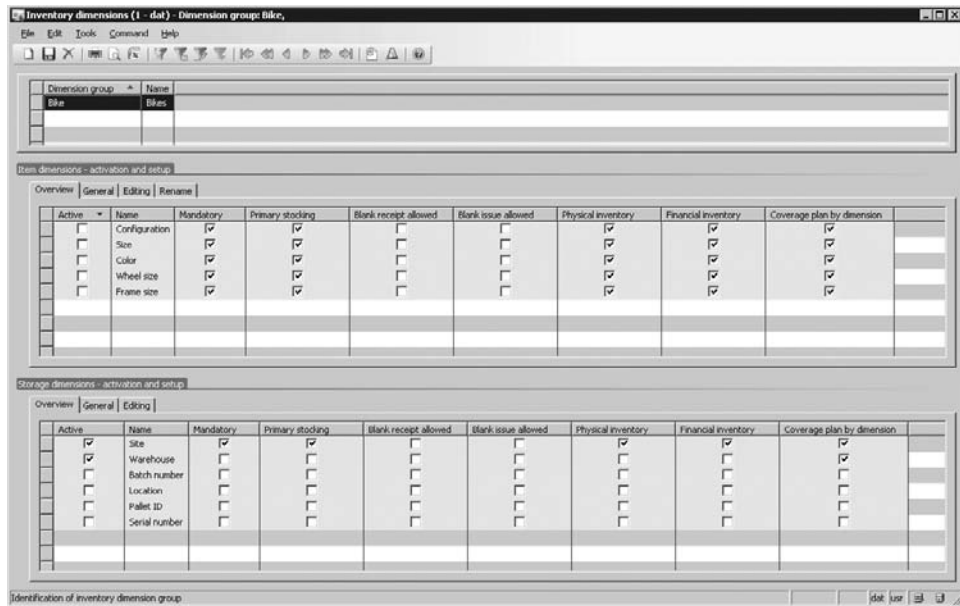 Inventory dimensions (1 - dat) - Dimension group: Bike,
File Edit Tools Command Help
Dimension group Name
Bike Bikes
Item dimensions - activation and setup
Overview General Editing Rename
Active Name Mandatory Primary stocking Blank receipt allowed Blank issue allowed Physical inventory Financial inventory Coverage plan by dimension
Configuration
Size
Color
Wheel size
Frame size
Storage dimensions - activation and setup
Overview General Editing
Active Name Mandatory Primary stocking Blank receipt allowed Blank issue allowed Physical inventory Financial inventory Coverage plan by dimension
Site
Warehouse
Batch number
Location
Pallet ID
Serial number
Identification of inventory dimension group dat usr